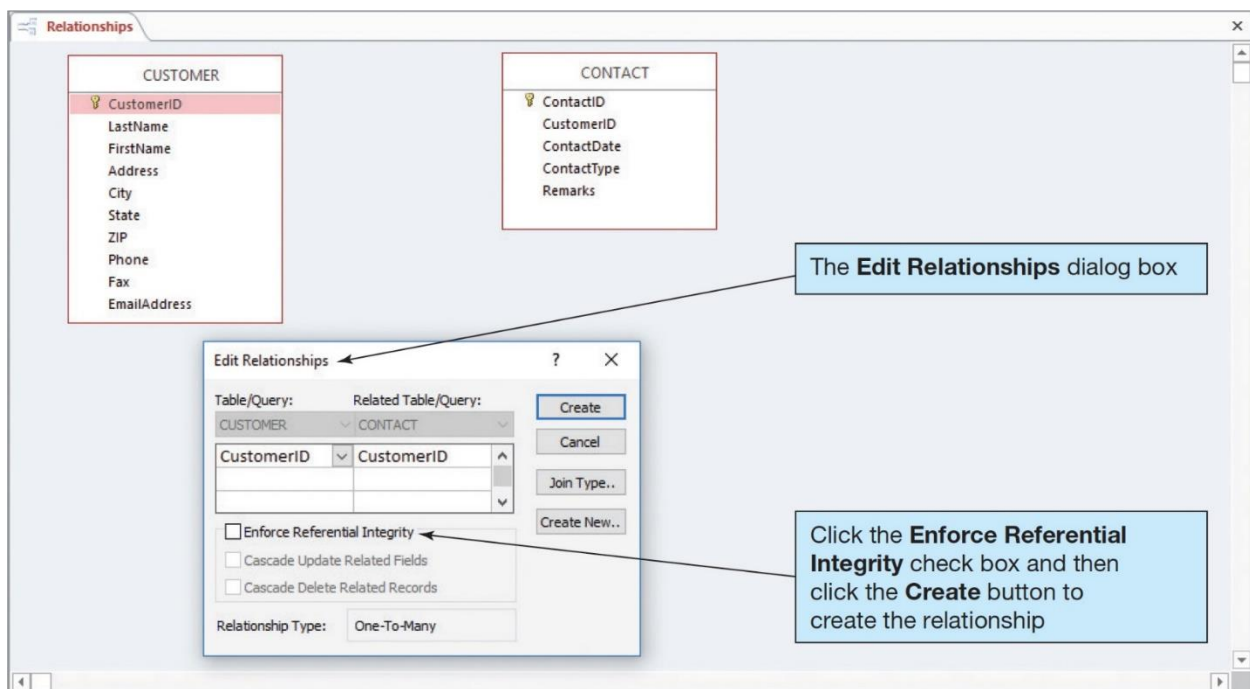 Relationships
CUSTOMER
CustomerID
LastName
FirstName
Address
City
State
ZIP
Phone
Fax
EmailAddress
CONTACT
ContactID
CustomerID
ContactDate
ContactType
Remarks
The Edit Relationships dialog box
Edit Relationships ?
Table/Query: Related Table/Query:
CUSTOMER CONTACT
CustomerID CustomerID
Enforce Referential Integrity
Cascade Update Related Fields
Cascade Delete Related Records
Relationship Type: One-To-Many
Create
Cancel
Join Type..
Create New..
Click the Enforce Referential
Integrity check box and then
click the Create button to
create the relationship